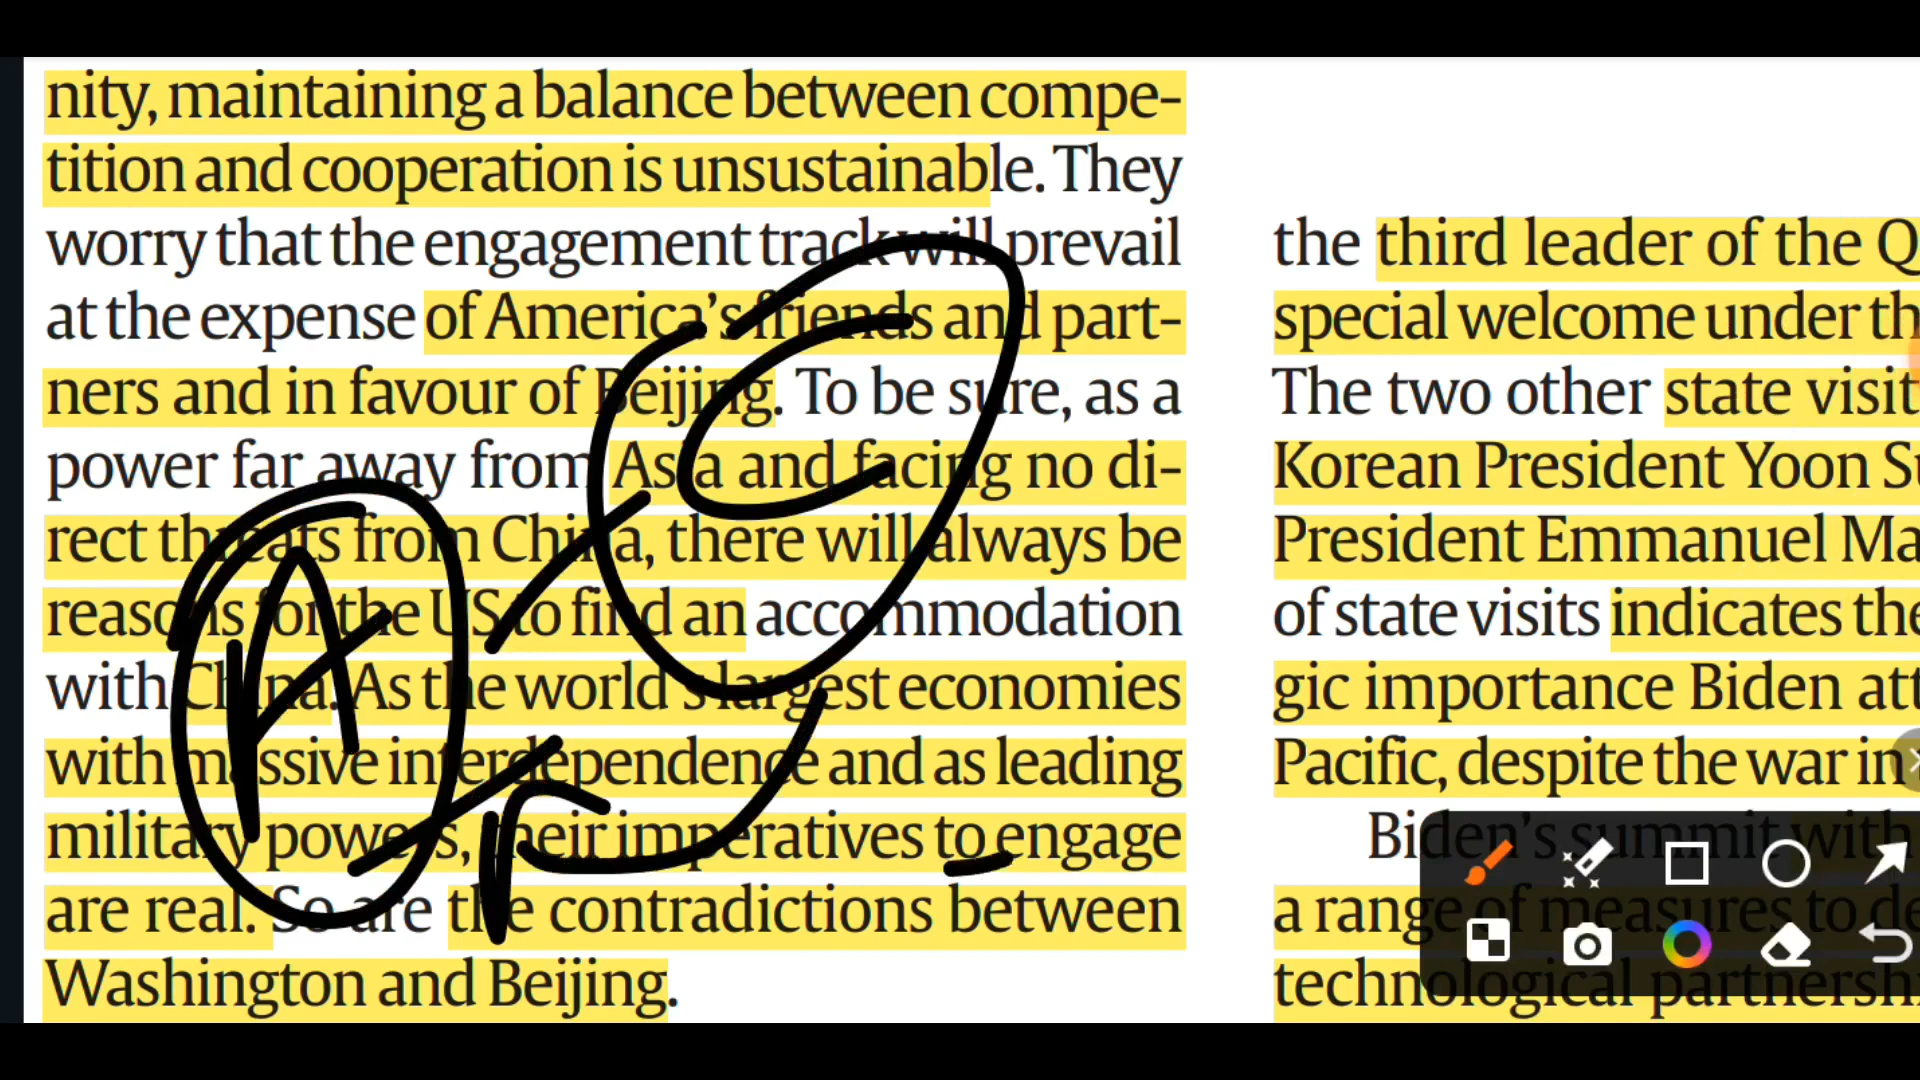 nity, maintaining a balance between compe-
tition and cooperation is unsustainable. They
worry that the engagement track will prevail
at the expense of America's friends and part-
ners and in favour of Beijing. To be sure, as a
power far away from Asia and facing no di-
rect threats from China, there will always be
reasons for the US to find an accommodation
with China. As the world's largest economies
with massive interdependence and as leading
military powers, their imperatives to engage
are real. So are the contradictions between
Washington and Beijing.
the third leader of the Q
special welcome under th
The two other state visit
Korean President Yoon S
President Emmanuel Ma
of state visits indicates the
gic importance Biden att
Pacific, despite the war in
Biden's summit with
a range of measures to de
technological partnersh
A
C